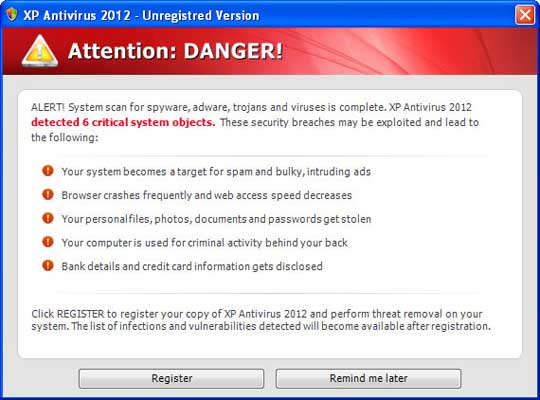 XP Antivirus 2012 - Unregistred Version
Attention: DANGER!
ALERT! System scan for spyware, adware, trojans and viruses is complete. XP Antivirus 2012
detected 6 critical system objects. These security breaches may be exploited and lead to
the following:
Your system becomes a target for spam and bulky, intruding ads
Browser crashes frequently and web access speed decreases
Your personal files, photos, documents and passwords get stolen
Your computer is used for criminal activity behind your back
Bank details and credit card information gets disclosed
Click REGISTER to register your copy of XP Antivirus 2012 and perform threat removal on your
system. The list of infections and vulnerabilities detected will become available after registration.
Register
Remind me later